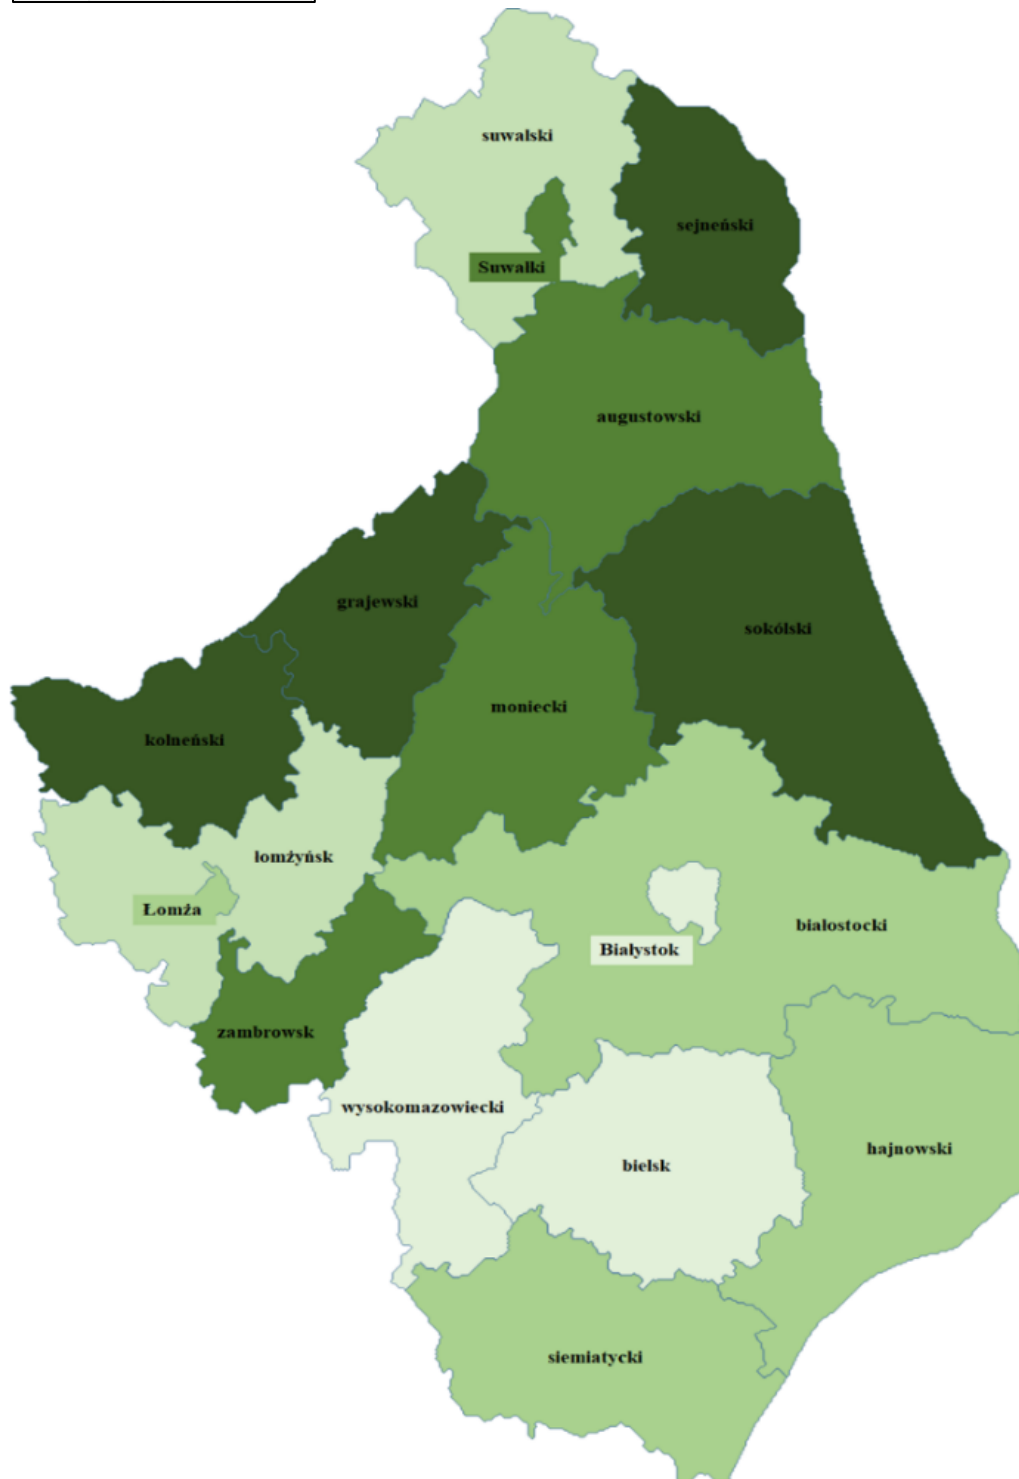 suwalski
sejneński
Suwałki
augustowski
grajewski
sokólski
moniecki
kolneński
łomżyńsk
Łomża
białostocki
Białystok
zambrowsk
wysokomazowiecki
hajnowski
bielsk
siemiatycki